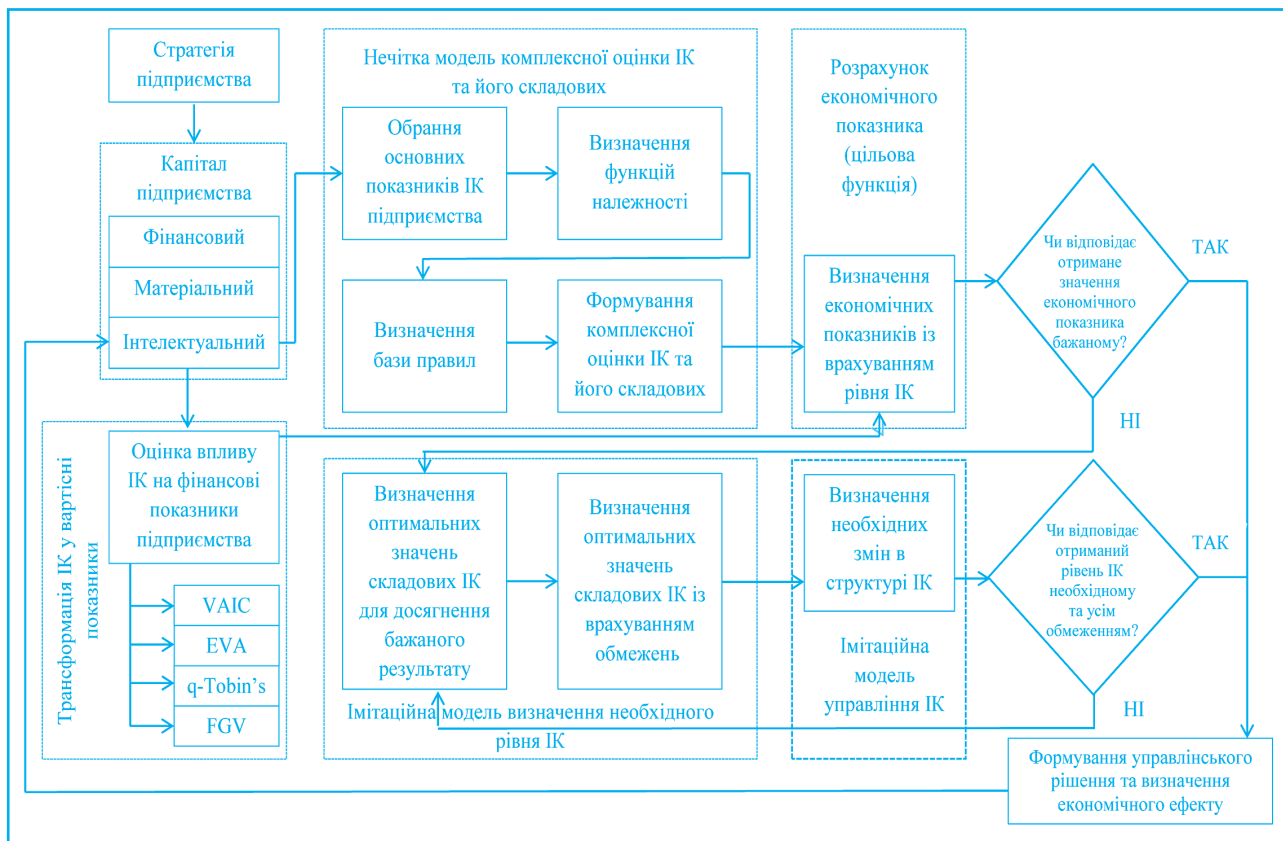 Стратегія
підприємства
Капітал
підприємства
Фінансовий
Матеріальний
Інтелектуальний
Нечітка модель комплексної оцінки ІК
та його складових
Обрання
основних
показників ІК
підприємства
Визначення
функцій
належності
Визначення
бази правил
Формування
комплексної
оцінки ІК та
його складових
Розрахунок
економічного
показника
(цільова
функція)
Визначення
економічних
показників із
врахуванням
рівня ІК
Чи відповідає
отримане
значення
економічного
показника
бажаному?
ТАК
НІ
Трансформація ІК у вартісні
показники
Оцінка впливу
ІК на фінансові
показники
підприємства
VAIC
EVA
q-Tobin’s
FGV
Визначення
оптимальних
значень
складових ІК
для досягнення
бажаного
результату
Визначення
оптимальних
значень
складових ІК із
врахуванням
обмежень
Імітаційна модель визначення необхідного
рівня ІК
Визначення
необхідних
змін в
структурі ІК
Імітаційна
модель
управління ІК
Чи відповідає
отриманий
рівень ІК
необхідному
та усім
обмеженням?
ТАК
НІ
Формування управлінського
рішення та визначення
економічного ефекту